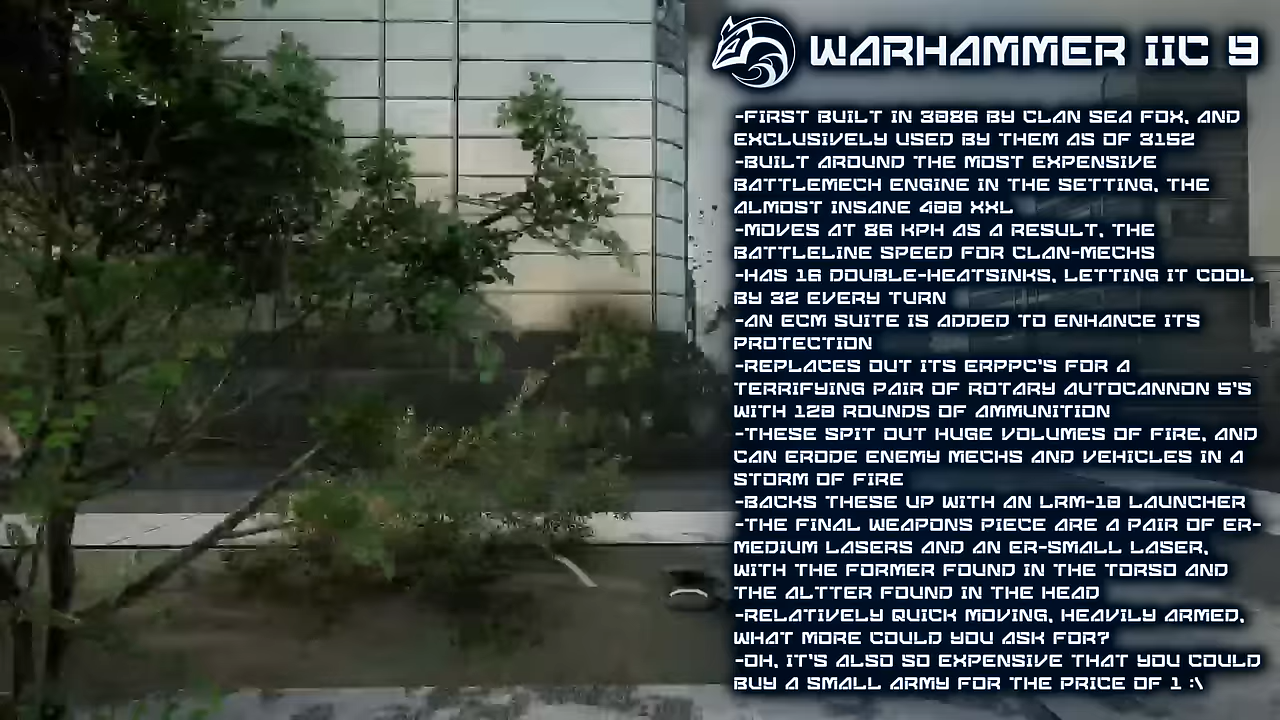 WARHAMMER IIC 9
-FIRST BUILT IN 3086 BY CLAN SEA FOX, AND
EXCLUSIVELY USED BY THEM AS OF 3152
-BUILT AROUND THE MOST EXPENSIVE
BATTLEMECH ENGINE IN THE SETTING, THE
ALMOST INSANE 400 XXL
-MOVES AT 86 KPH AS A RESULT, THE
BATTLELINE SPEED FOR CLAN-MECHS
-HAS 16 DOUBLE-HEATSINKS, LETTING IT COOL
BY 32 EVERY TURN
-AN ECM SUITE IS ADDED TO ENHANCE ITS
PROTECTION
-REPLACES OUT ITS ERPPC'S FOR A
TERRIFYING PAIR OF ROTARY AUTOCANNON 5'S
WITH 120 ROUNDS OF AMMUNITION
-THESE SPIT OUT HUGE VOLUMES OF FIRE, AND
CAN ERODE ENEMY MECHS AND VEHICLES IN A
STORM OF FIRE
-BACKS THESE UP WITH AN LRM-10 LAUNCHER
-THE FINAL WEAPONS PIECE ARE A PAIR OF ER-
MEDIUM LASERS AND AN ER-SMALL LASER,
WITH THE FORMER FOUND IN THE TORSO AND
THE ALTTER FOUND IN THE HEAD
-RELATIVELY QUICK MOVING, HEAVILY ARMED,
WHAT MORE COULD YOU ASK FOR?
-OH, IT'S ALSO SO EXPENSIVE THAT YOU COULD
BUY A SMALL ARMY FOR THE PRICE OF 1 :\